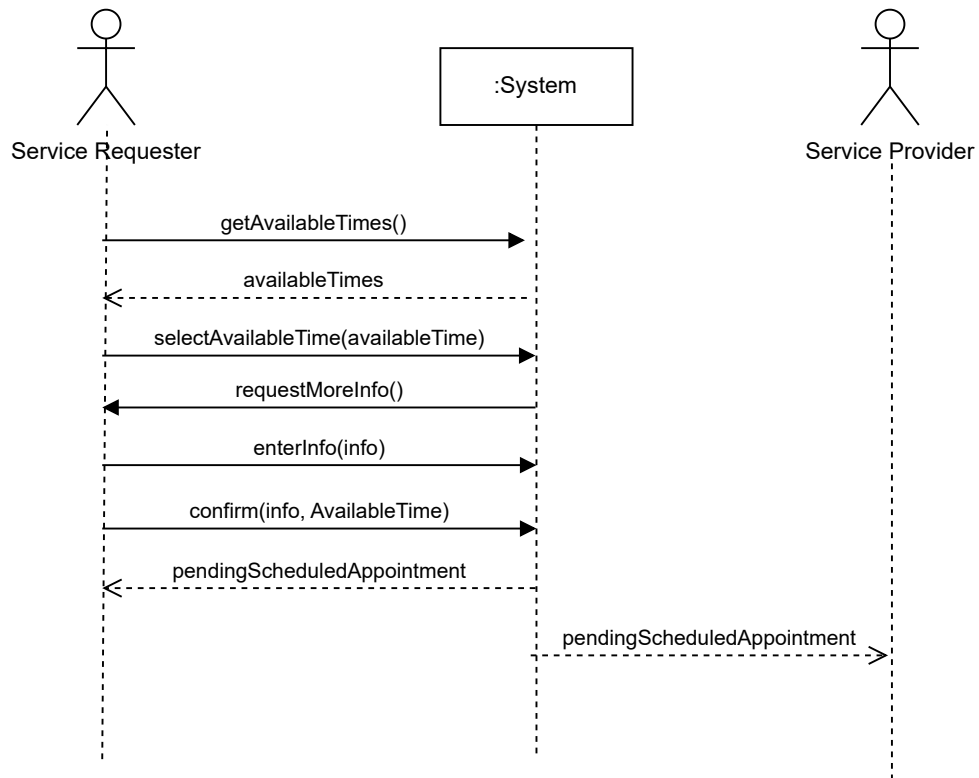 :System
Service Requester
Service Provider
getAvailableTimes()
availableTimes
selectAvailableTime(availableTime)
requestMoreInfo()
enterInfo(info)
confirm(info, AvailableTime)
pendingScheduledAppointment
pendingScheduledAppointment